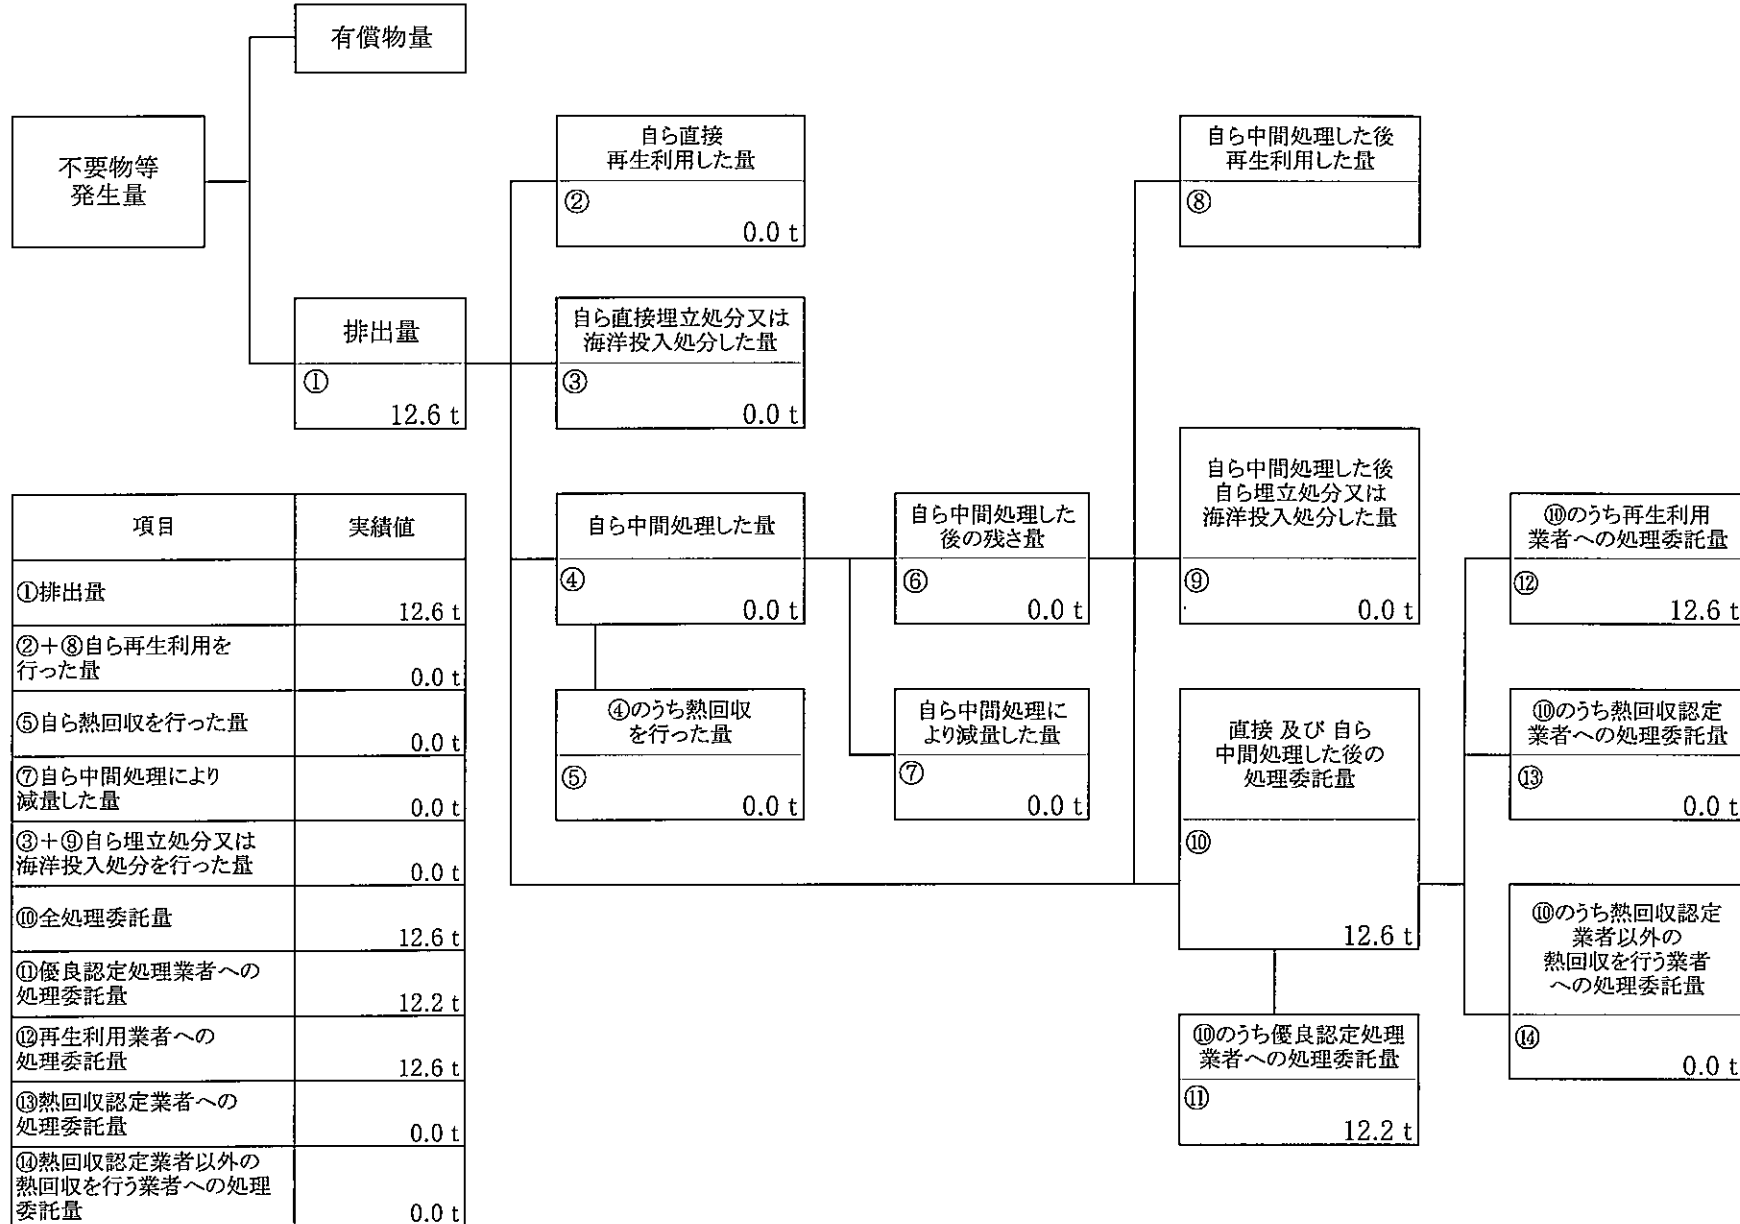 有償物量
不要物等
発生量
自ら直接
再生利用した量
②
0.0 t
自ら中間処理した後
再生利用した量
⑧
排出量
①
12.6 t
自ら直接埋立処分又は
海洋投入処分した量
③
0.0 t
自ら中間処理した量
④
0.0 t
自ら中間処理した
後の残さ量
⑥
0.0 t
自ら中間処理した後
自ら埋立処分又は
海洋投入処分した量
⑨
0.0 t
⑩のうち再生利用
業者への処理委託量
⑫
12.6 t
④のうち熱回収
を行った量
⑤
0.0 t
自ら中間処理に
より減量した量
⑦
0.0 t
直接 及び 自ら
中間処理した後の
処理委託量
⑩
12.6 t
⑩のうち熱回収認定
業者への処理委託量
⑬
0.0 t
⑩のうち熱回収認定
業者以外の
熱回収を行う業者
への処理委託量
⑭
0.0 t
⑩のうち優良認定処理
業者への処理委託量
⑪
12.2 t
項目 実績値
①排出量
12.6 t
②+⑧自ら再生利用を
行った量 0.0 t
⑤自ら熱回収を行った量
0.0 t
⑦自ら中間処理により
減量した量 0.0 t
③+⑨自ら埋立処分又は
海洋投入処分を行った量 0.0 t
⑩全処理委託量
12.6 t
⑪優良認定処理業者への
処理委託量 12.2 t
⑫再生利用業者への
処理委託量 12.6 t
⑬熱回収認定業者への
処理委託量 0.0 t
⑭熱回収認定業者以外の
熱回収を行う業者への処理
委託量 0.0 t